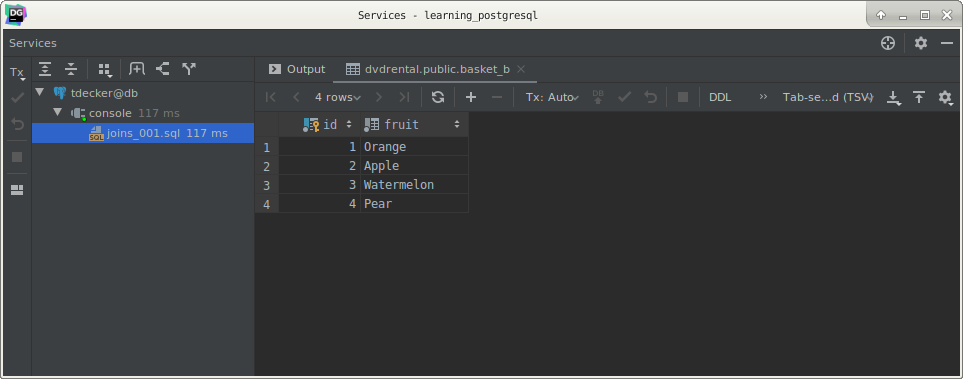 DG
Services - learning_postgresql
Services
Tx
tdecker@db
console 117 ms
SQL joins_001.sql 117 ms
Output dvdrental.public.basket_b
4 rows Tx: Auto DB DDL Tab-se...d (TSV)
id fruit
1 1 Orange
2 2 Apple
3 3 Watermelon
4 4 Pear